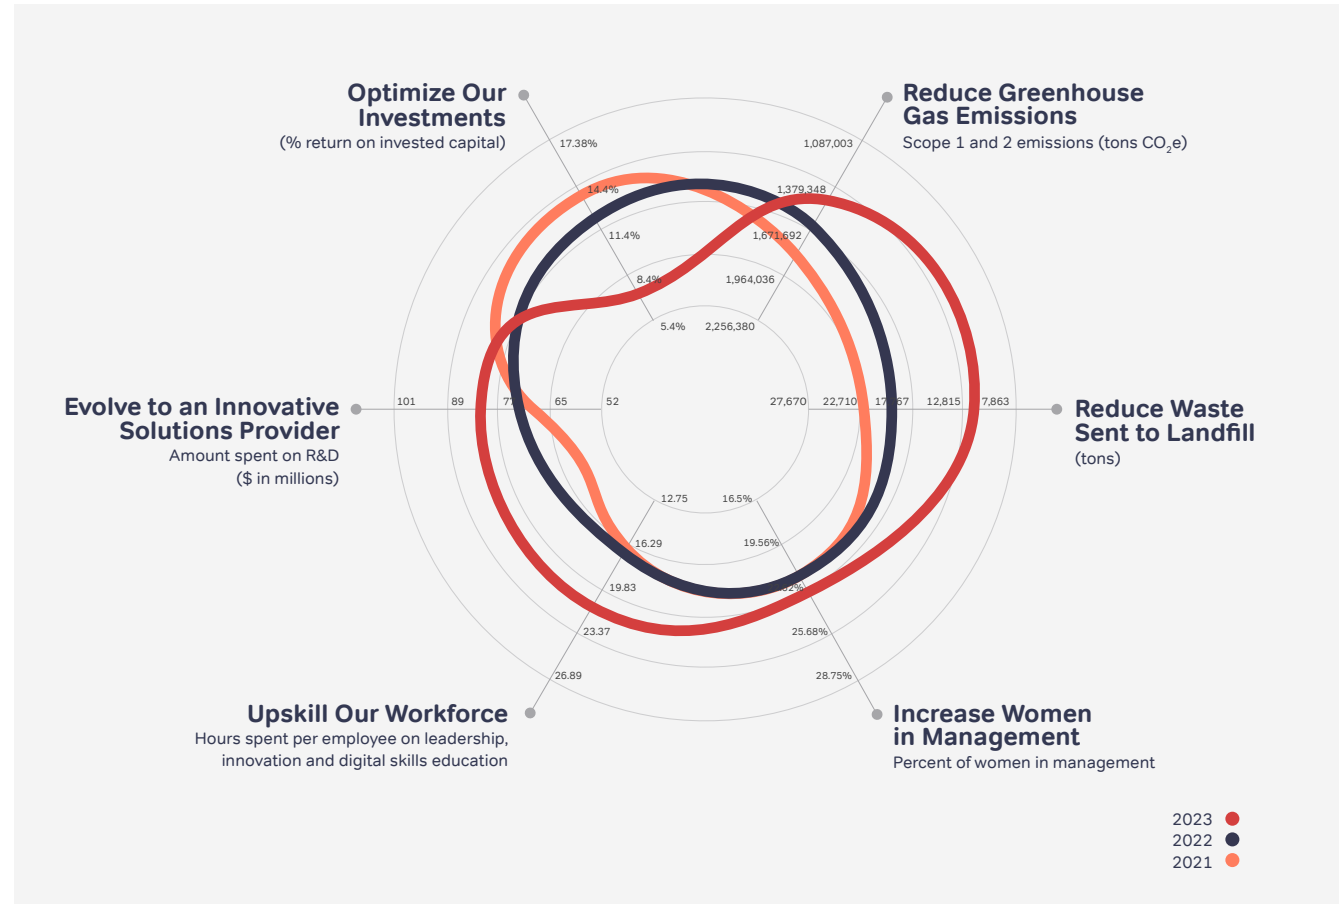 Optimize Our
Investments
(% return on invested capital)
Reduce Greenhouse
Gas Emissions
Scope 1 and 2 emissions (tons CO₂e)
17.38%
14.4%
11.4%
8.4%
5.4%
1,087,003
1,379,348
1,671,692
1,964,036
2,256,380
Evolve to an Innovative
Solutions Provider
Amount spent on R&D
($ in millions)
101
89
65
52
27,670
22,710
12,815
7,863
Reduce Waste
Sent to Landfill
(tons)
12.75
16.29
19.83
23.37
26.89
16.5%
19.56%
25.68%
28.75%
Upskill Our Workforce
Hours spent per employee on leadership,
innovation and digital skills education
Increase Women
in Management
Percent of women in management
2023
2022
2021